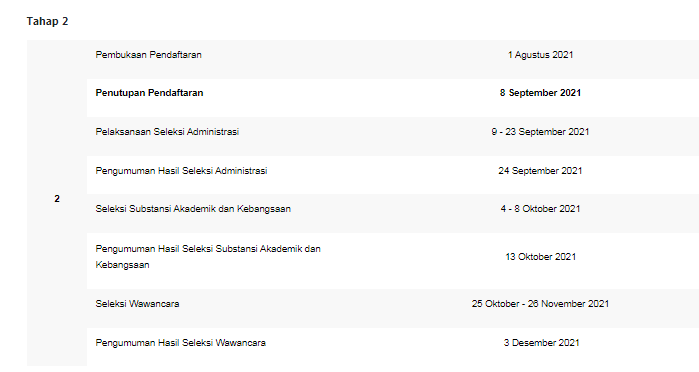 Tahap 2
Pembukaan Pendaftaran 1 Agustus 2021
Penutupan Pendaftaran 8 September 2021
Pelaksanaan Seleksi Administrasi 9 - 23 September 2021
Pengumuman Hasil Seleksi Administrasi 24 September 2021
2
Seleksi Substansi Akademik dan Kebangsaan 4 - 8 Oktober 2021
Pengumuman Hasil Seleksi Substansi Akademik dan
Kebangsaan
13 Oktober 2021
Seleksi Wawancara 25 Oktober - 26 November 2021
Pengumuman Hasil Seleksi Wawancara 3 Desember 2021